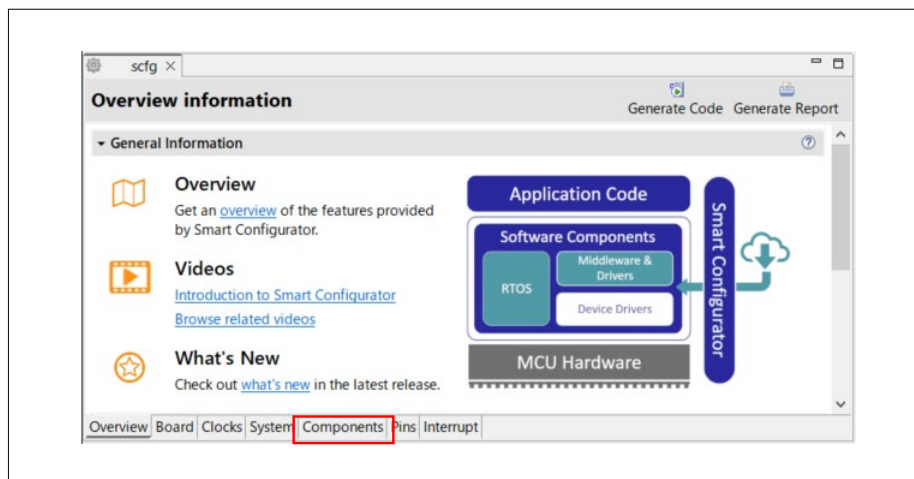 scfg
Overview information
Generate Code Generate Report
General Information
Overview
Get an overview of the features provided
by Smart Configurator.
Videos
Introduction to Smart Configurator
Browse related videos
What's New
Check out what's new in the latest release.
Application Code
Software Components
RTOS
Middleware &
Drivers
Device Drivers
MCU Hardware
Smart Configurator
Overview Board Clocks System Components Pins Interrupt